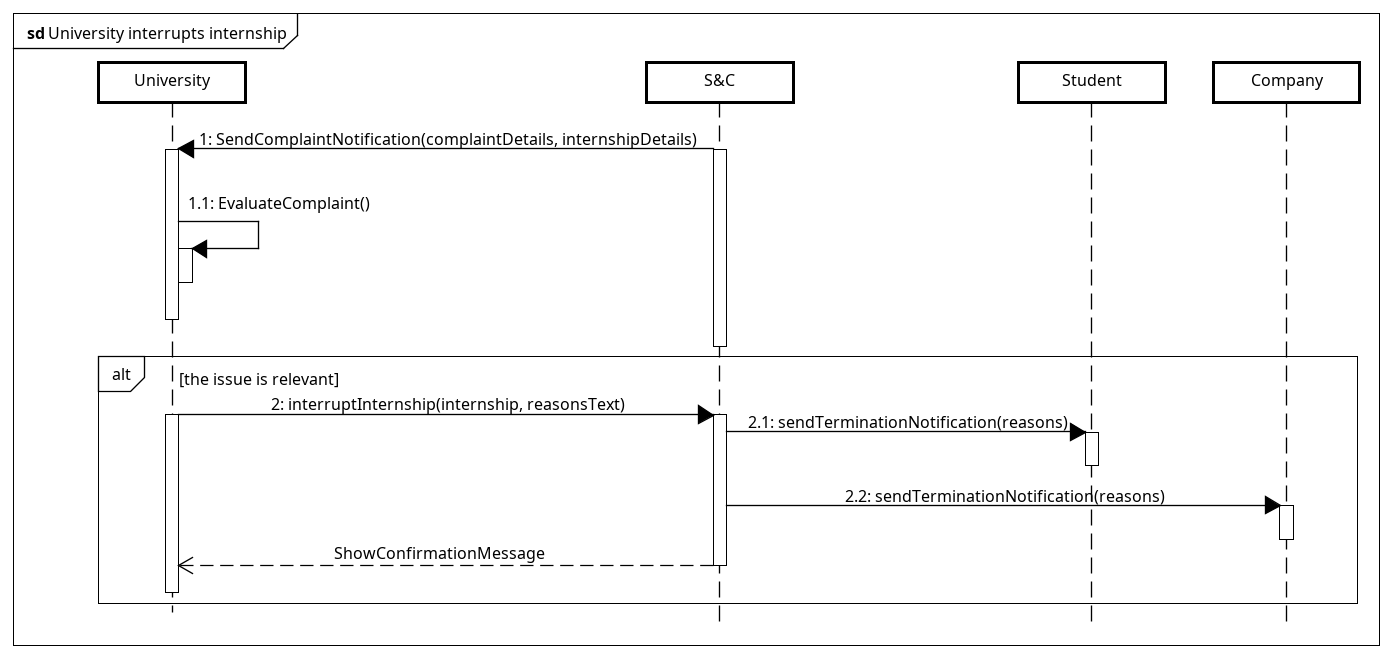 sd University interrupts internship
University
S&C
Student
Company
1: SendComplaintNotification(complaintDetails, internshipDetails)
1.1: EvaluateComplaint()
alt
[the issue is relevant]
2: interruptInternship(internship, reasonsText)
2.1: sendTerminationNotification(reasons)
2.2: sendTerminationNotification(reasons)
ShowConfirmationMessage